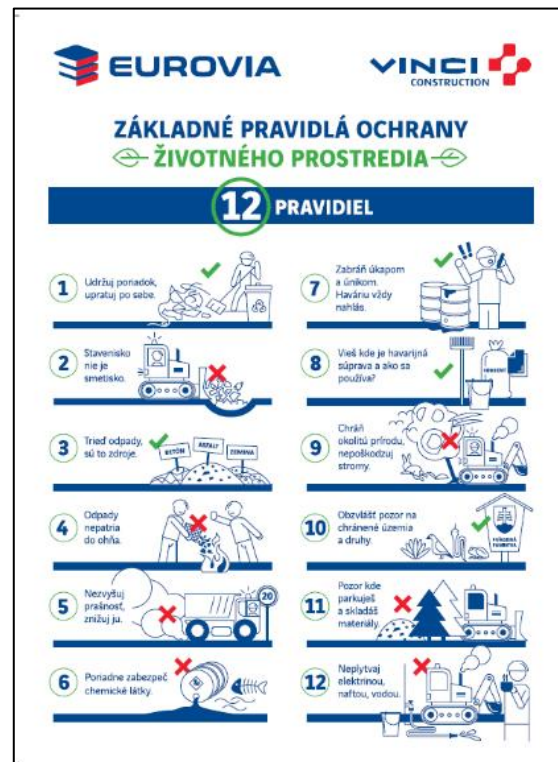 EUROVIA
VINCI
CONSTRUCTION
ZÁKLADNÉ PRAVIDLÁ OCHRANY
ŽIVOTNÉHO PROSTREDIA
12 PRAVIDIEL
1
Udržuj poriadok,
upratuj po sebe.
2
Stavenisko
nie je
smetisko.
3
Trieď odpady,
sú to zdroje.
BETÓN
ASFALT
ZEMINA
4
Odpady
nepatria
do ohňa.
5
Nezvyšuj
prašnosť,
znižuj ju.
20
6
Poriadne zabezpeč
chemické látky.
7
Zabráň úkapom
a únikom.
Haváriu vždy
nahlás.
8
Vieš kde je havarijná
súprava a ako sa
používa?
9
Chráň
okolitú prírodu,
nepoškodzuj
stromy.
10
Obzvlášť pozor na
chránené územia
a druhy.
PRÍRODNÁ
PAMIATKA
11
Pozor kde
parkuješ
a skladáš
materiály.
12
Neplytvaj
elektrinou,
naftou, vodou.